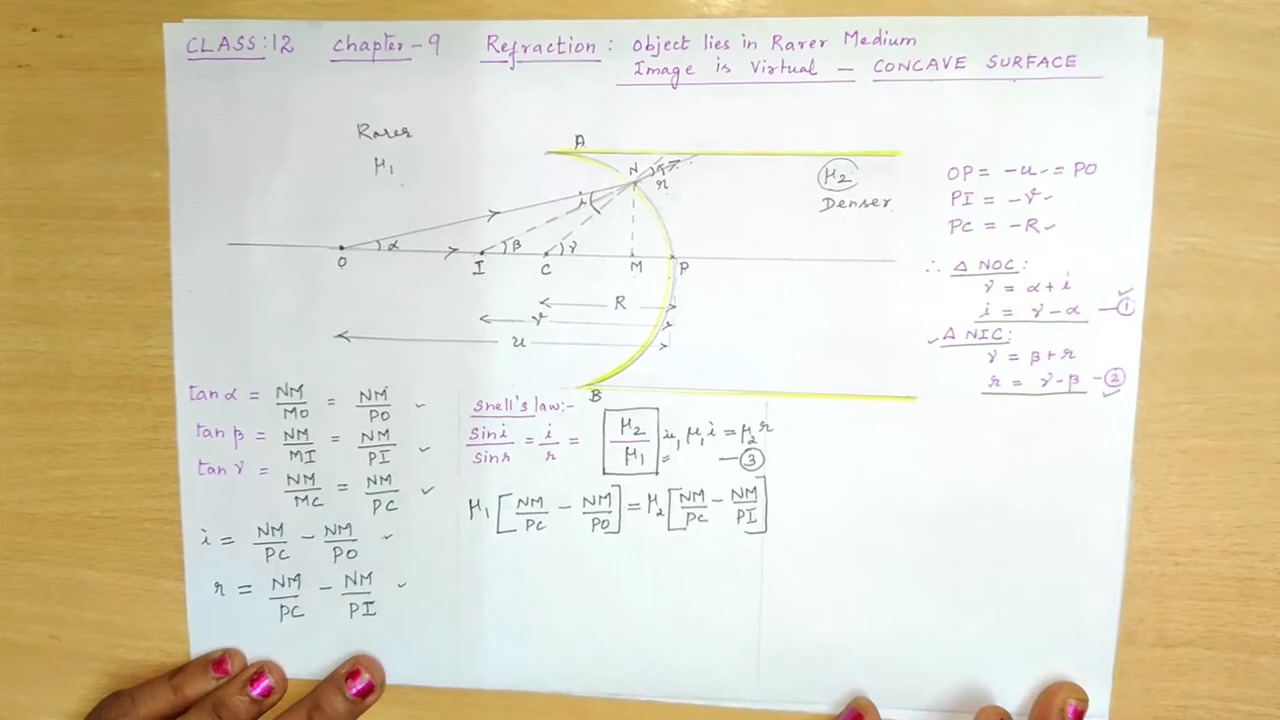 CLASS:12 Chapter-9 Refraction: Object lies in Rarer Medium
Image is Virtual – CONCAVE SURFACE
Rarer
μ₁
A
N
r
i
μ₂
Denser
α
β
γ
O
I
C
M
P
R
v
u
B
OP = -u = PO
PI = -v
PC = -R
∴ Δ NOC:
γ = α + i
i = γ - α —①
Δ NIC:
γ = β + r
r = γ - β —②
tan α = NM/MO = NM/PO
tan β = NM/MI = NM/PI
tan γ = NM/MC = NM/PC
i = NM/PC - NM/PO
r = NM/PC - NM/PI
Snell's law:-
sin i/sin r = i/r = μ₂/μ₁ ie, μ₁ i = μ₂ r —③
μ₁ [NM/PC - NM/PO] = μ₂ [NM/PC - NM/PI]